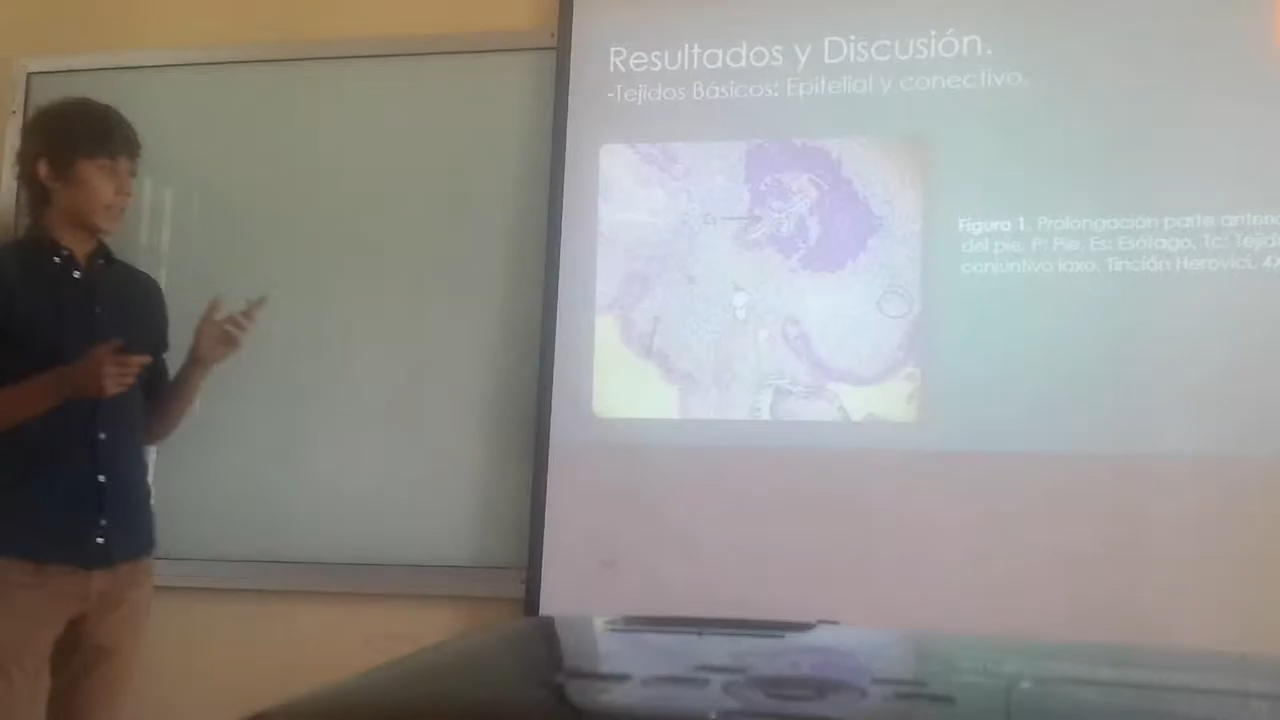 Resultados y Discusión.
-Tejidos Básicos: Epitelial y conectivo.
Figura 1. Prolongación parte
del pie. P: Pie. Es: Esófago. Tc:
conjuntivo laxo. Tinción Herovici. 4X